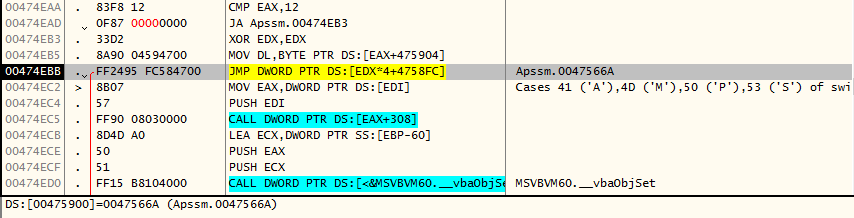 00474EAA . 83F8 12 CMP EAX,12
00474EAD . 0F87 00000000 JA Apssm.00474EB3
00474EB3 . 33D2 XOR EDX,EDX
00474EB5 . 8A90 04594700 MOV DL,BYTE PTR DS:[EAX+475904]
00474EBB . FF2495 FC584700 JMP DWORD PTR DS:[EDX*4+4758FC] Apssm.0047566A
00474EC2 > 8B07 MOV EAX,DWORD PTR DS:[EDI] Cases 41 ('A'),4D ('M'),50 ('P'),53 ('S') of swi
00474EC4 . 57 PUSH EDI
00474EC5 . FF90 08030000 CALL DWORD PTR DS:[EAX+308]
00474ECB . 8D4D A0 LEA ECX,DWORD PTR SS:[EBP-60]
00474ECE . 50 PUSH EAX
00474ECF . 51 PUSH ECX
00474ED0 . FF15 B8104000 CALL DWORD PTR DS:[<&MSVBVM60.__vbaObjSe MSVBVM60.__vbaObjSet
DS:[00475900]=0047566A (Apssm.0047566A)